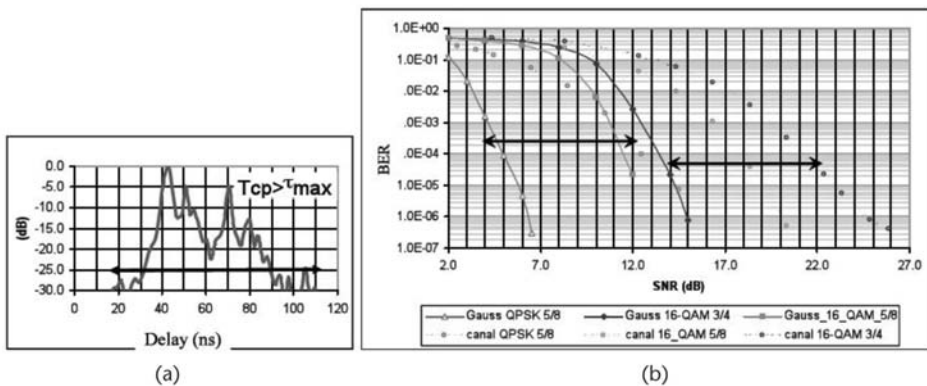 0.0
-5.0
-10.0
-15.0
-20.0
-25.0
-30.0
(dB)
Tcp>τmax
0 20 40 60 80 100 120
Delay (ns)
(a)
1.0E+00
1.0E-01
1.0E-02
1.0E-03
1.0E-04
1.0E-05
1.0E-06
1.0E-07
BER
2.0 7.0 12.0 17.0 22.0 27.0
SNR (dB)
Gauss QPSK 5/8 Gauss 16-QAM 3/4 Gauss_16_QAM_5/8
canal QPSK 5/8 canal 16_QAM 5/8 canal 16-QAM 3/4
(b)